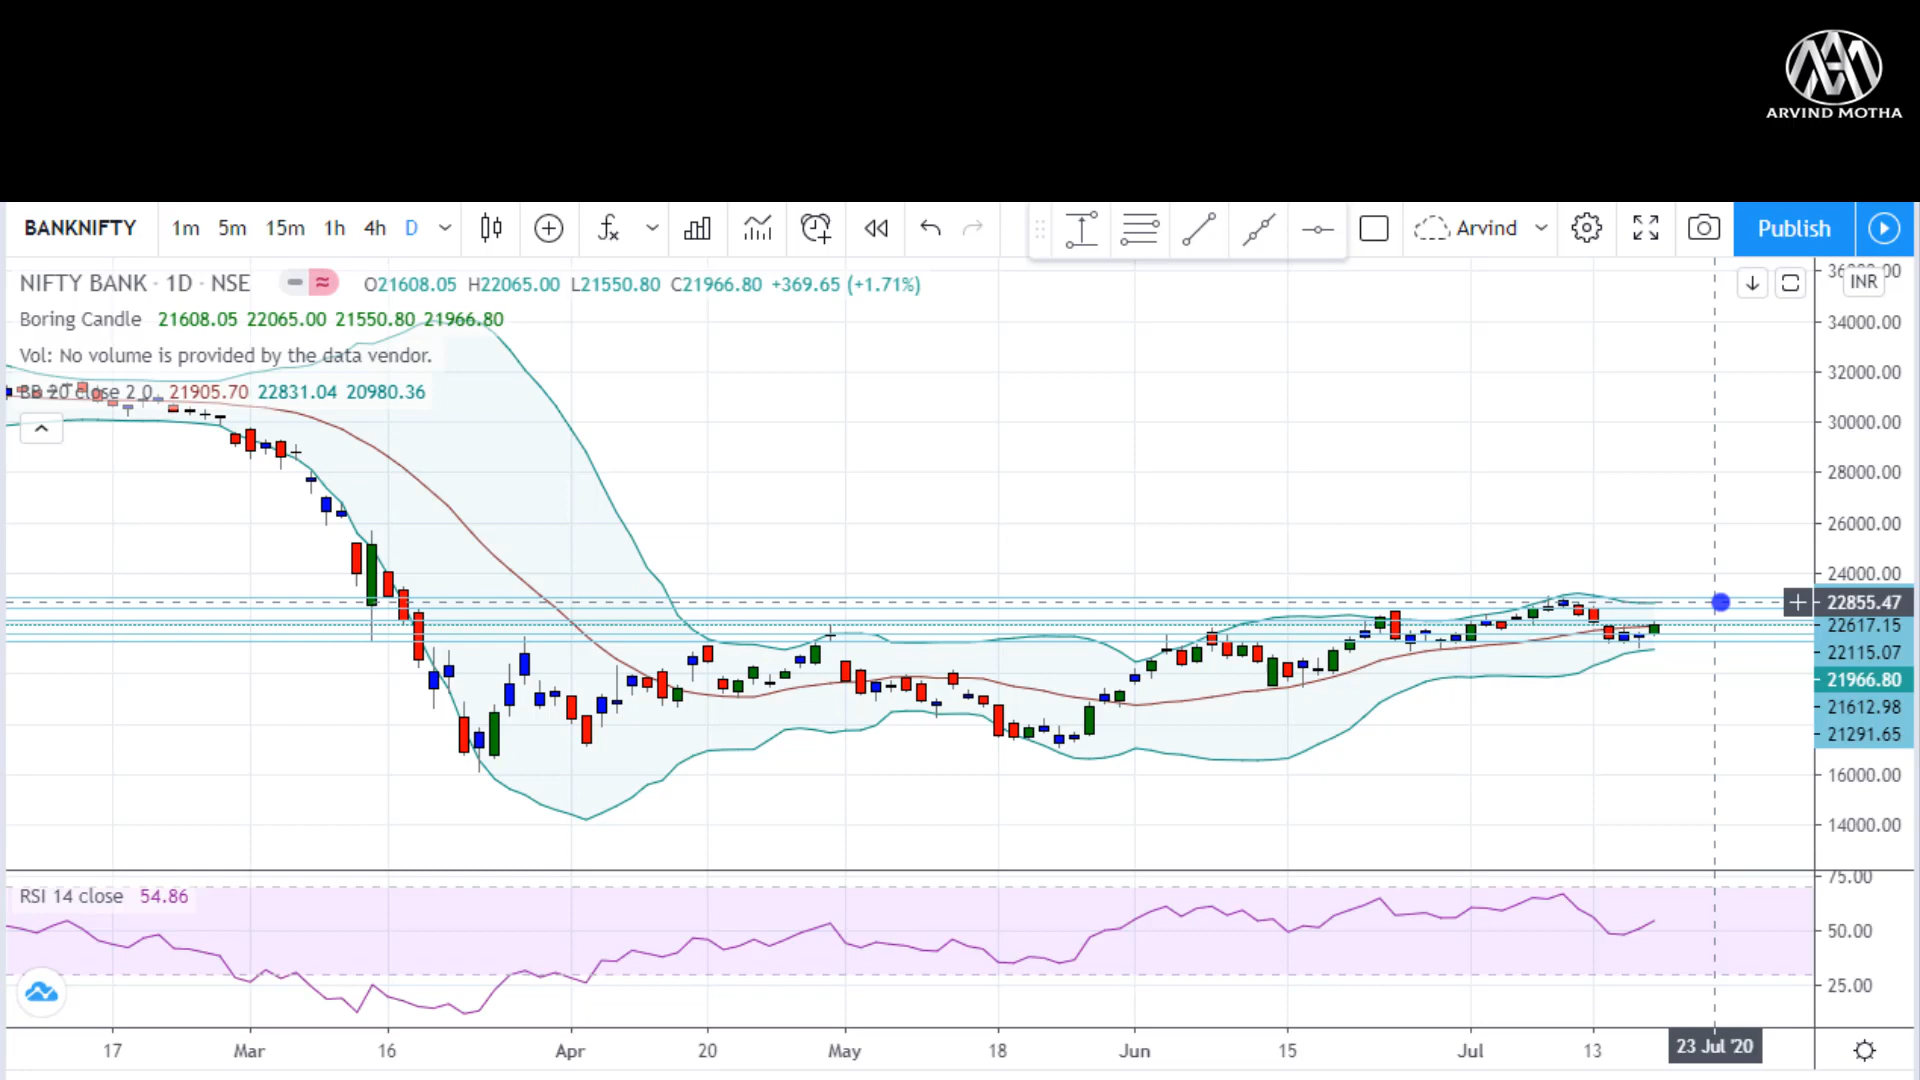 ARVIND MOTHA
BANKNIFTY 1m 5m 15m 1h 4h D Arvind Publish
NIFTY BANK · 1D · NSE O21608.05 H22065.00 L21550.80 C21966.80 +369.65 (+1.71%) INR
Boring Candle 21608.05 22065.00 21550.80 21966.80
Vol: No volume is provided by the data vendor.
BB 20 close 2 0 21905.70 22831.04 20980.36
34000.00
32000.00
30000.00
28000.00
26000.00
24000.00
22855.47
22617.15
22115.07
21966.80
21612.98
21291.65
16000.00
14000.00
RSI 14 close 54.86
75.00
50.00
25.00
17 Mar 16 Apr 20 May 18 Jun 15 Jul 13 23 Jul '20